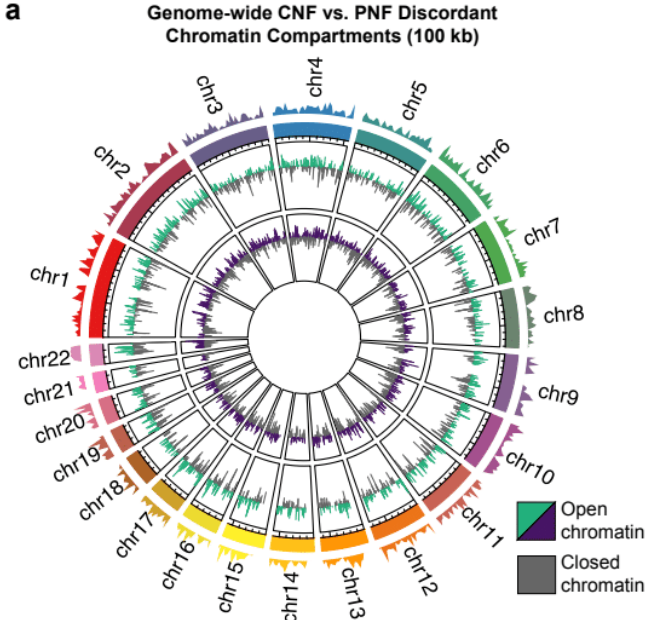 a
Genome-wide CNF vs. PNF Discordant
Chromatin Compartments (100 kb)
chr1
chr2
chr3
chr4
chr5
chr6
chr7
chr8
chr9
chr10
chr11
chr12
chr13
chr14
chr15
chr16
chr17
chr18
chr19
chr20
chr21
chr22
Open
chromatin
Closed
chromatin